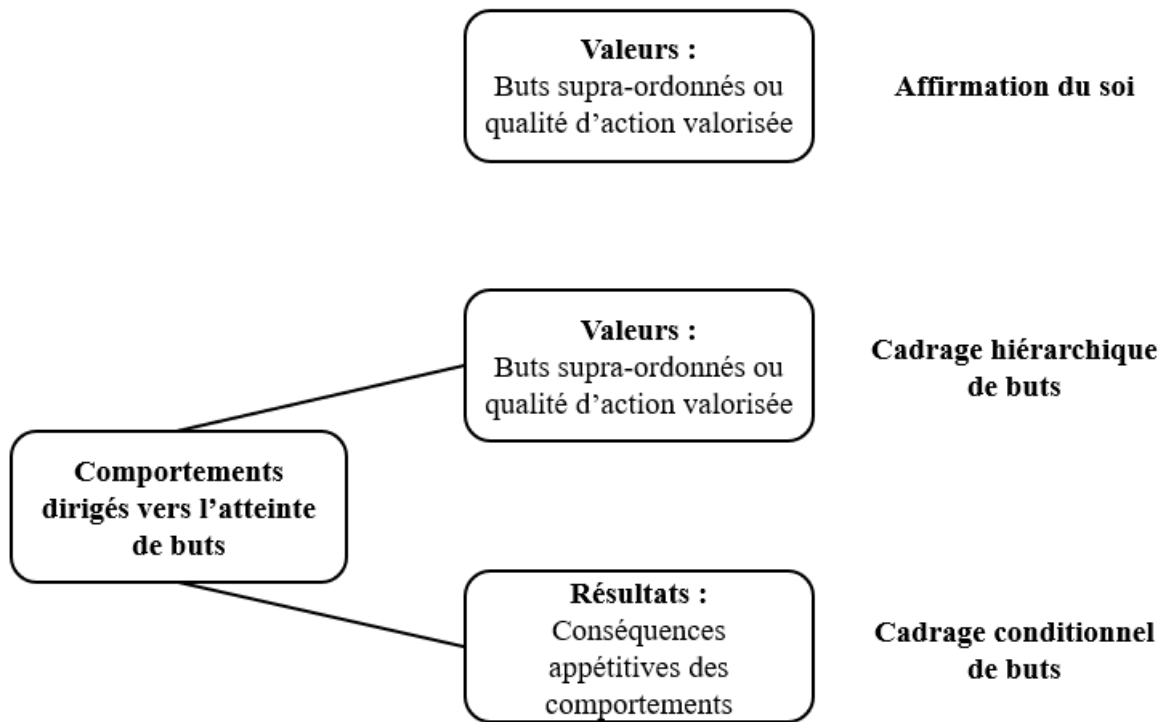 Valeurs :
Buts supra-ordonnés ou
qualité d'action valorisée
Affirmation du soi
Valeurs :
Buts supra-ordonnés ou
qualité d'action valorisée
Cadrage hiérarchique
de buts
Comportements
dirigés vers l'atteinte
de buts
Résultats :
Conséquences
appétitives des
comportements
Cadrage conditionnel
de buts